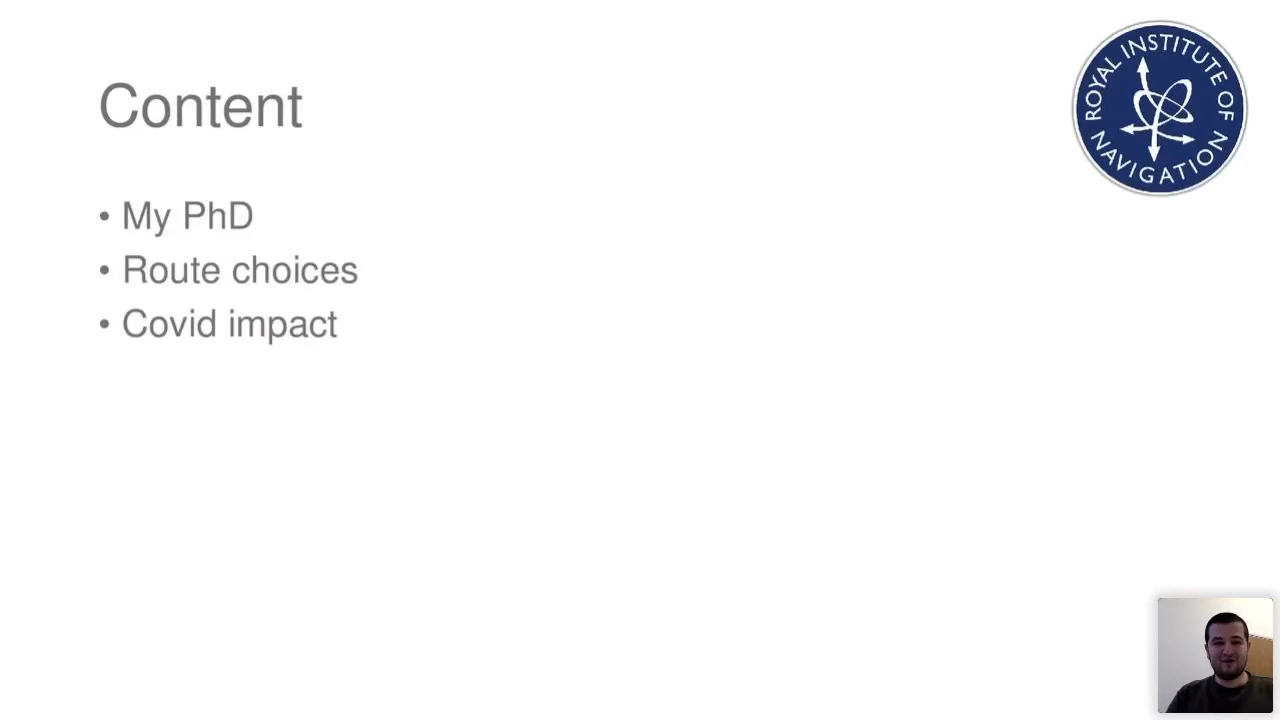 Content
ROYAL INSTITUTE OF
NAVIGATION
• My PhD
• Route choices
• Covid impact